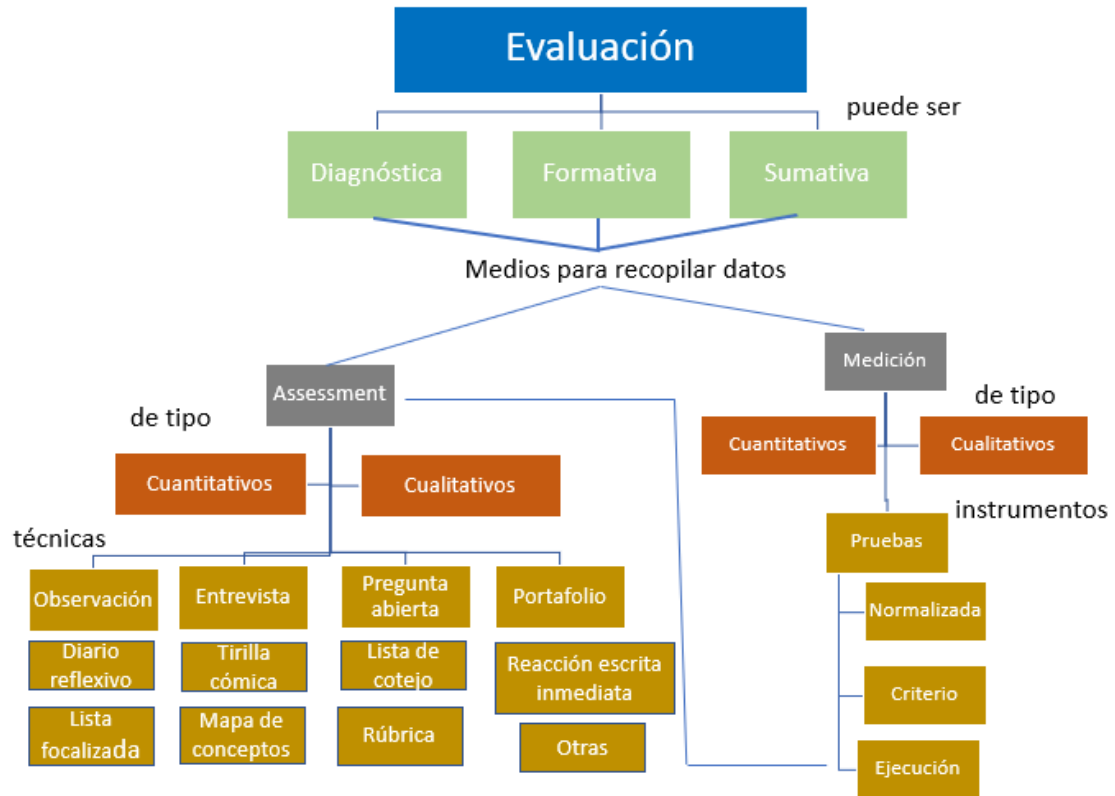 Evaluación
puede ser
Diagnóstica
Formativa
Sumativa
Medios para recopilar datos
Assessment
Medición
de tipo
de tipo
Cuantitativos
Cualitativos
Cuantitativos
Cualitativos
instrumentos
técnicas
Pruebas
Observación
Entrevista
Pregunta
abierta
Portafolio
Normalizada
Diario
reflexivo
Tirilla
cómica
Lista de
cotejo
Reacción escrita
inmediata
Criterio
Lista
focalizada
Mapa de
conceptos
Rúbrica
Otras
Ejecución